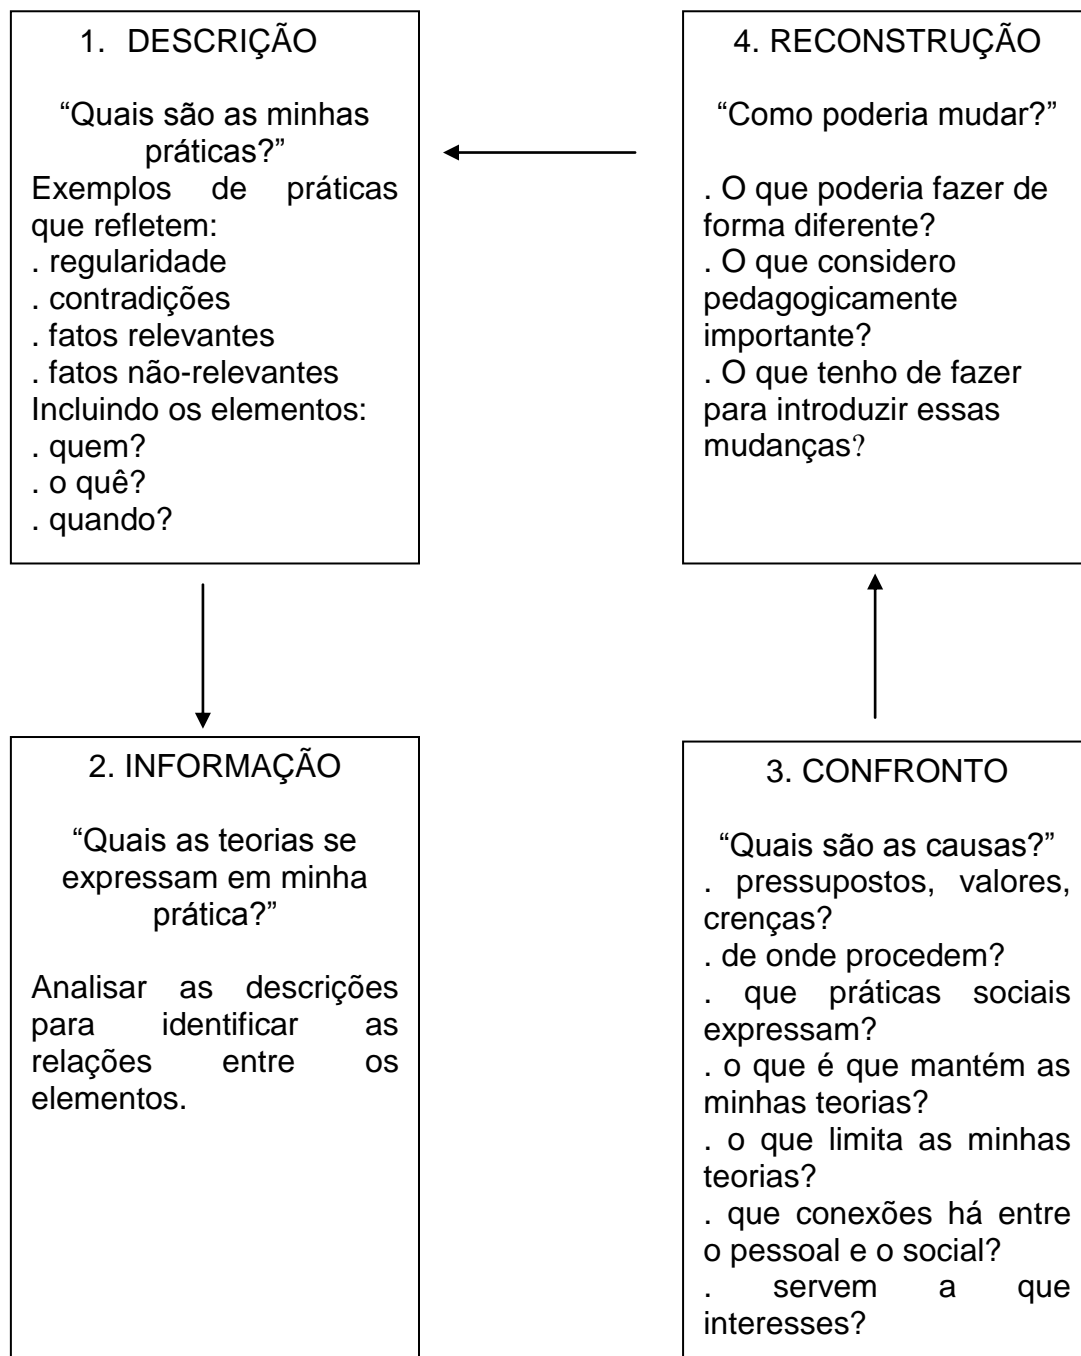 1. DESCRIÇÃO
“Quais são as minhas
práticas?”
Exemplos de práticas
que refletem:
. regularidade
. contradições
. fatos relevantes
. fatos não-relevantes
Incluindo os elementos:
. quem?
. o quê?
. quando?
2. INFORMAÇÃO
“Quais as teorias se
expressam em minha
prática?”
Analisar as descrições
para identificar as
relações entre os
elementos.
3. CONFRONTO
“Quais são as causas?”
. pressupostos, valores,
crenças?
. de onde procedem?
. que práticas sociais
expressam?
. o que é que mantém as
minhas teorias?
. o que limita as minhas
teorias?
. que conexões há entre
o pessoal e o social?
. servem a que
interesses?
4. RECONSTRUÇÃO
“Como poderia mudar?”
. O que poderia fazer de
forma diferente?
. O que considero
pedagogicamente
importante?
. O que tenho de fazer
para introduzir essas
mudanças?